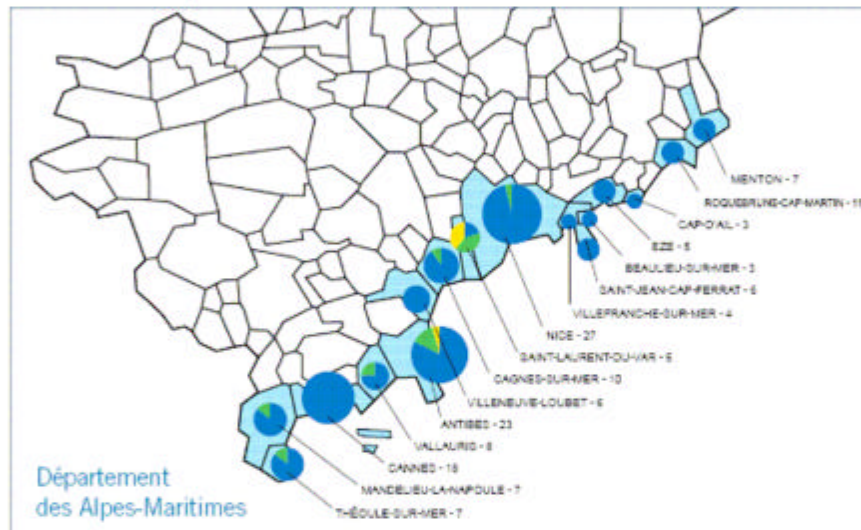 MENTON - 7
ROQUEBRUNE-CAP-MARTIN - 11
CAP-D'AIL - 3
EZE - 5
BEAULIEU-SUR-MER - 3
SAINT-JEAN-CAP-FERRAT - 6
VILLEFRANCHE-SUR-MER - 4
NICE - 27
SAINT-LAURENT-DU-VAR - 5
CAGNES-SUR-MER - 10
VILLENEUVE-LOUBET - 6
ANTIBES - 23
VALLAURIS - 8
CANNES - 18
MANDELIEU-LA-NAPOULE - 7
THÉOULE-SUR-MER - 7
Département
des Alpes-Maritimes